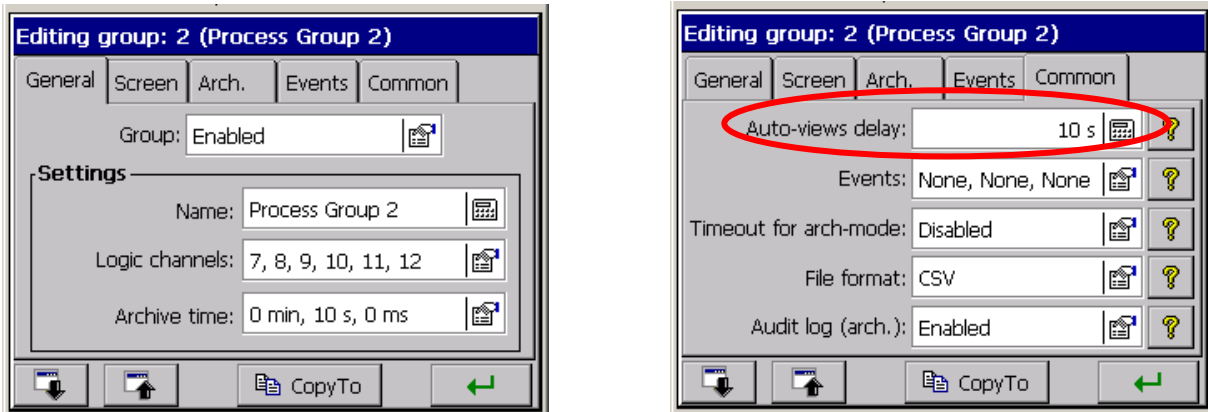 Editing group: 2 (Process Group 2)
General Screen Arch. Events Common
Group: Enabled
Settings
Name: Process Group 2
Logic channels: 7, 8, 9, 10, 11, 12
Archive time: 0 min, 10 s, 0 ms
CopyTo
Editing group: 2 (Process Group 2)
General Screen Arch. Events Common
Auto-views delay: 10 s ?
Events: None, None, None ?
Timeout for arch-mode: Disabled ?
File format: CSV ?
Audit log (arch.): Enabled ?
CopyTo